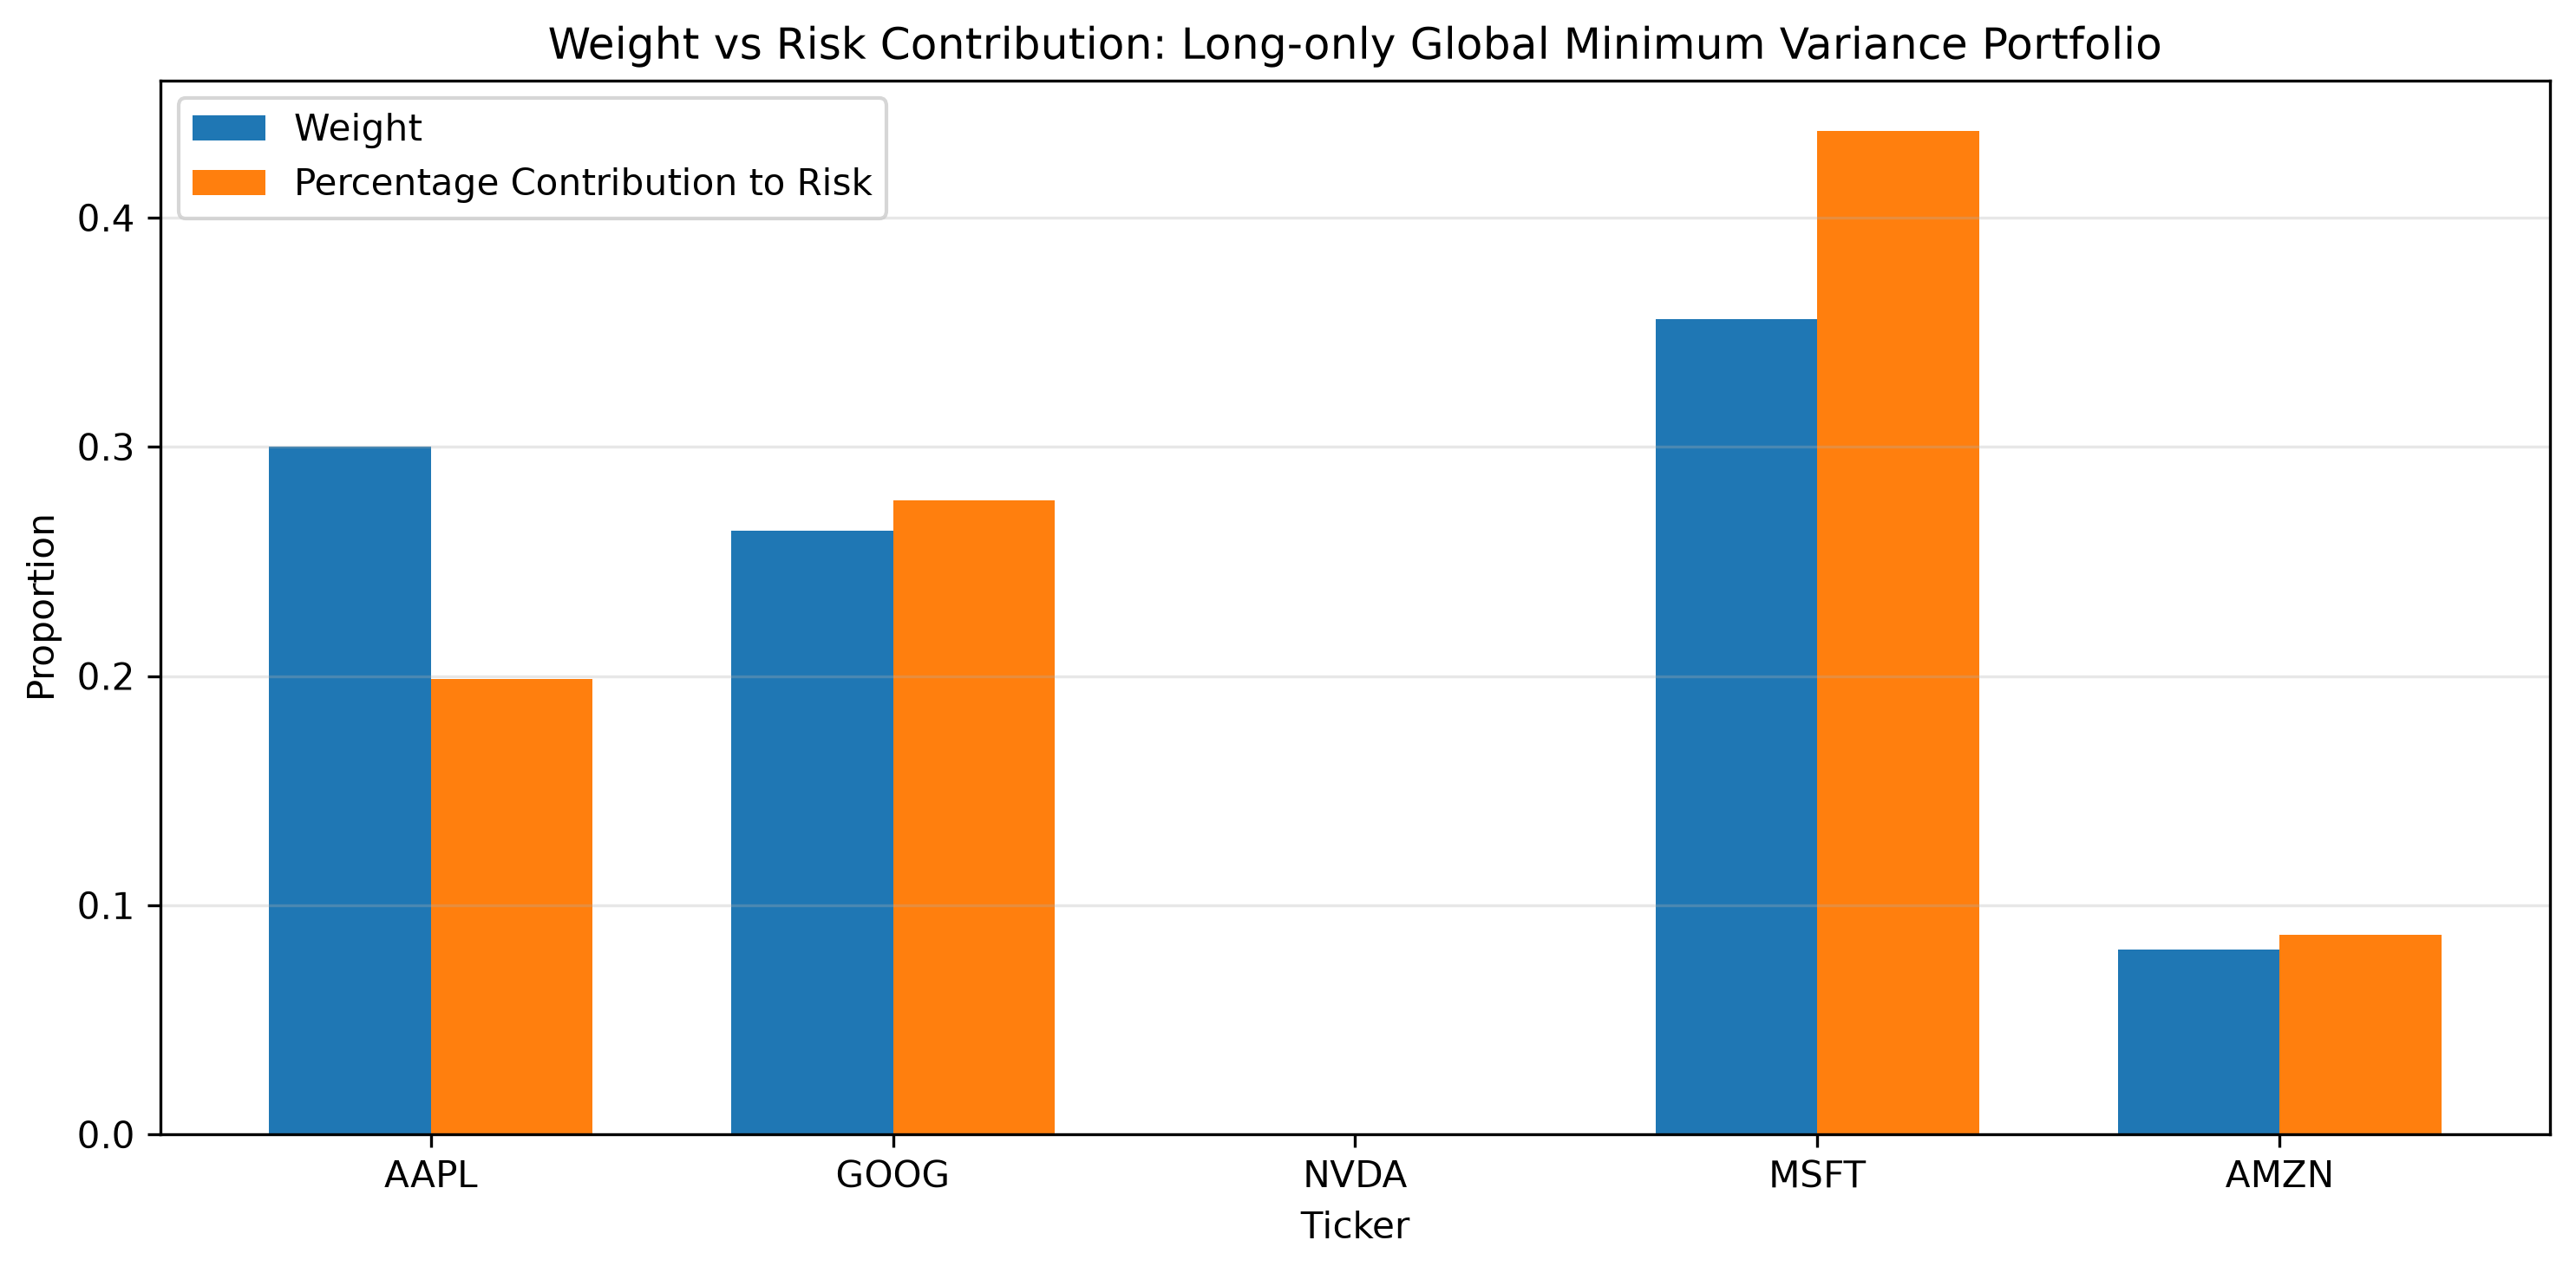 Weight vs Risk Contribution: Long-only Global Minimum Variance Portfolio
Weight
Percentage Contribution to Risk
Proportion
0.4
0.3
0.2
0.1
0.0
AAPL GOOG NVDA MSFT AMZN
Ticker